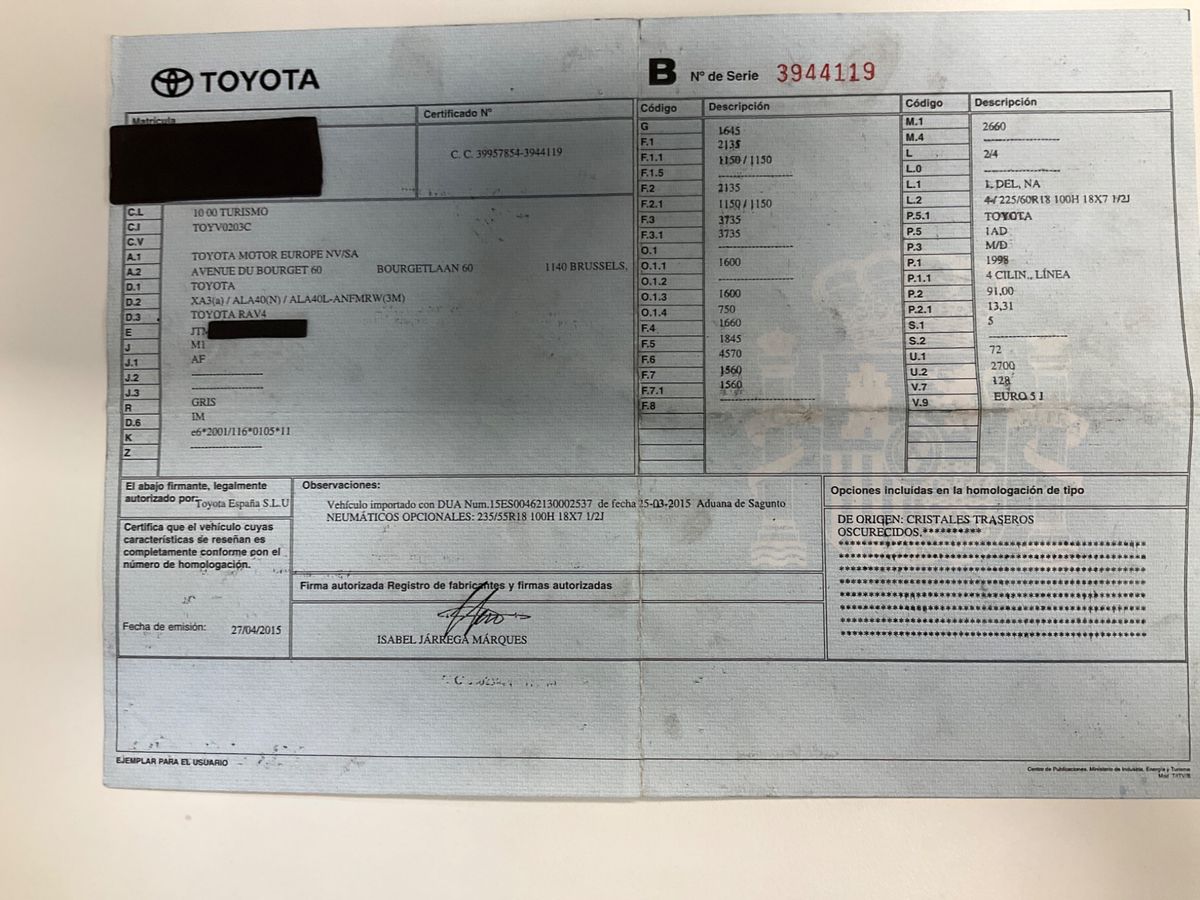 TOYOTA
B Nº de Serie 3944119
Matrícula
Certificado Nº
C. C. 39957854-3944119
C.L 10 00 TURISMO
C.I TOYV0203C
C.V
A.1 TOYOTA MOTOR EUROPE NV/SA
A.2 AVENUE DU BOURGET 60 BOURGETLAAN 60 1140 BRUSSELS,
D.1 TOYOTA
D.2 XA3(a) / ALA40(N) / ALA40L-ANFMRW(3M)
D.3 TOYOTA RAV4
E JTM
J M1
J.1 AF
J.2 ---------------
J.3 ---------------
R GRIS
D.6 IM
K e6*2001/116*0105*11
Z ---------------
Código Descripción
G 1645
F.1 2135
F.1.1 1150 / 1150
F.1.5 ---------------
F.2 2135
F.2.1 1150 / 1150
F.3 3735
F.3.1 3735
O.1 ---------------
O.1.1 1600
O.1.2 ---------------
O.1.3 1600
O.1.4 750
F.4 1660
F.5 1845
F.6 4570
F.7 1560
F.7.1 1560
F.8 ---------------
Código Descripción
M.1 2660
M.4 ---------------
L 2/4
L.0 ---------------
L.1 1, DEL, NA
L.2 4 / 225/60R18 100H 18X7 1/2J
P.5.1 TOYOTA
P.5 1AD
P.3 M/D
P.1 1998
P.1.1 4 CILIN., LÍNEA
P.2 91,00
P.2.1 13,31
S.1 5
S.2 ---------------
U.1 72
U.2 2700
V.7 128
V.9 EURO 5 J
El abajo firmante, legalmente
autorizado por Toyota España S.L.U
Certifica que el vehículo cuyas
características se reseñan es
completamente conforme pon el
número de homologación.
Fecha de emisión: 27/04/2015
Observaciones:
Vehículo importado con DUA Num.15ES00462130002537 de fecha 25-03-2015 Aduana de Sagunto
NEUMÁTICOS OPCIONALES: 235/55R18 100H 18X7 1/2J
Firma autorizada Registro de fabricantes y firmas autorizadas
ISABEL JÁRREGA MÁRQUES
Opciones incluídas en la homologación de tipo
DE ORIGEN: CRISTALES TRASEROS
OSCURECIDOS.**********
EJEMPLAR PARA EL USUARIO
Centro de Publicaciones. Ministerio de Industria, Energía y Turismo